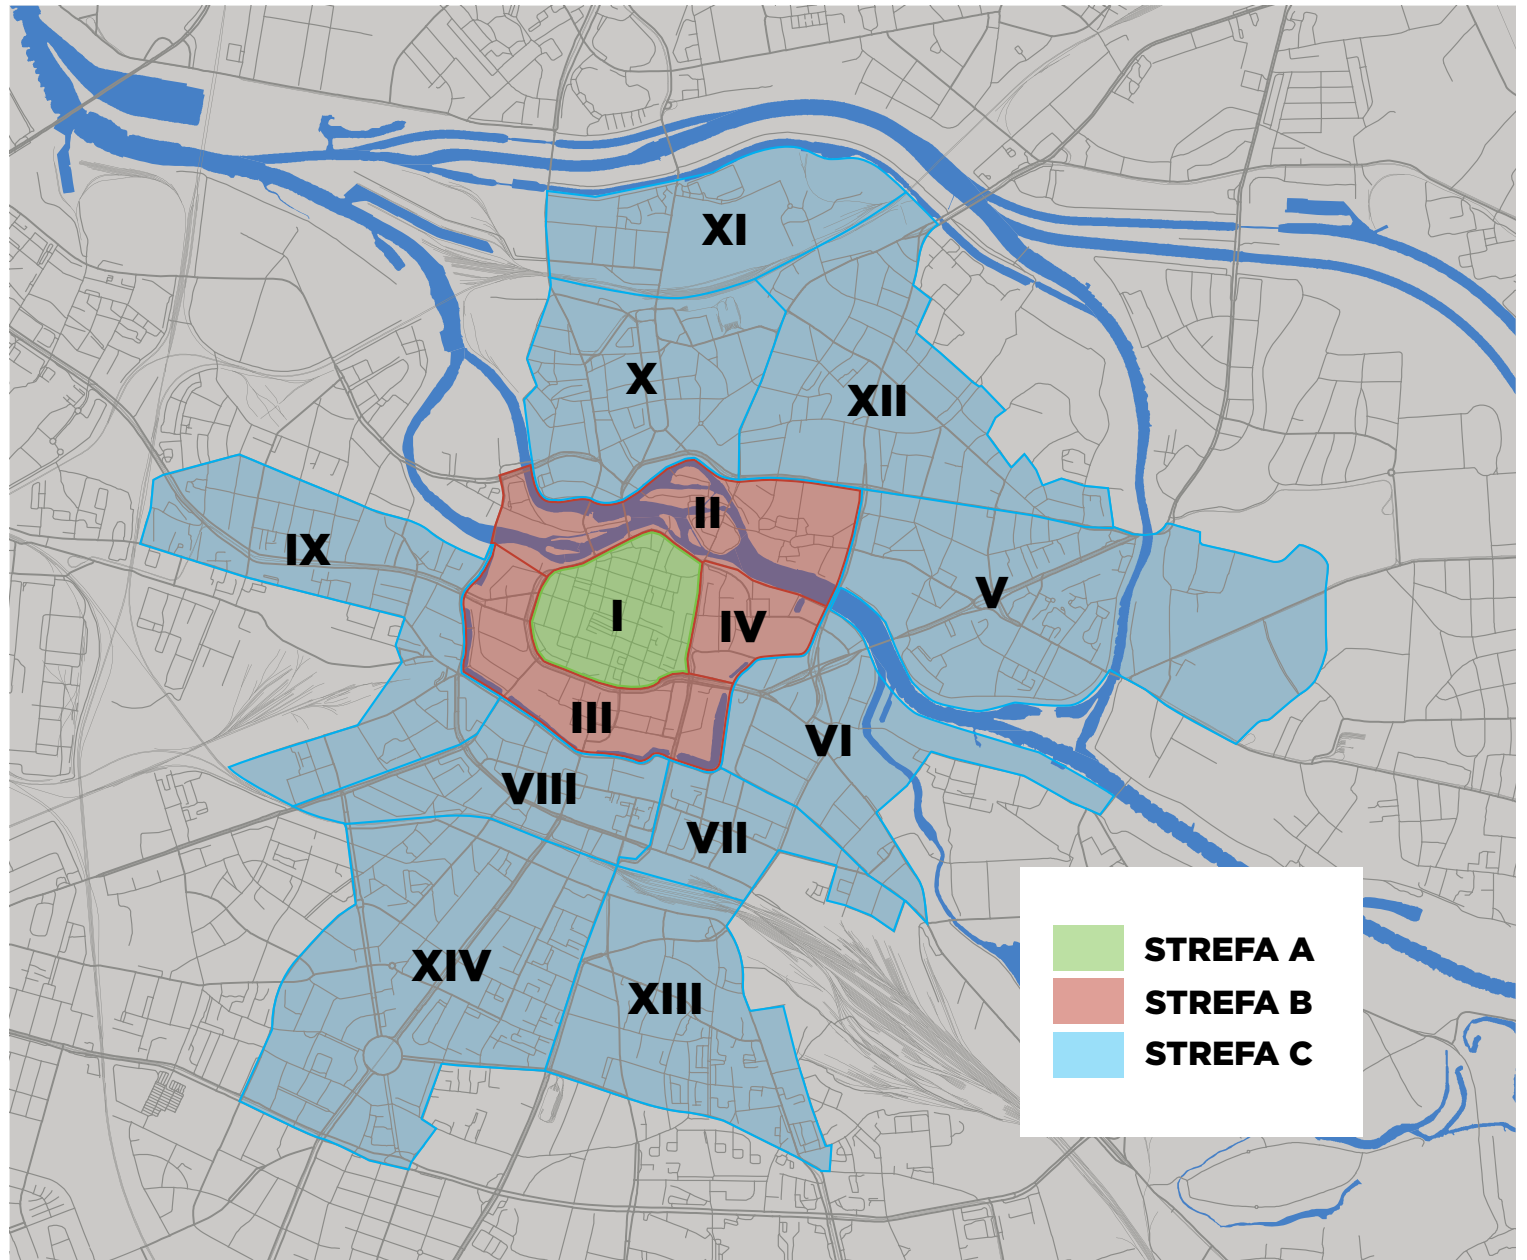 XI
X
XII
II
IX
V
I
IV
III
VI
VIII
VII
XIV
XIII
STREFA A
STREFA B
STREFA C